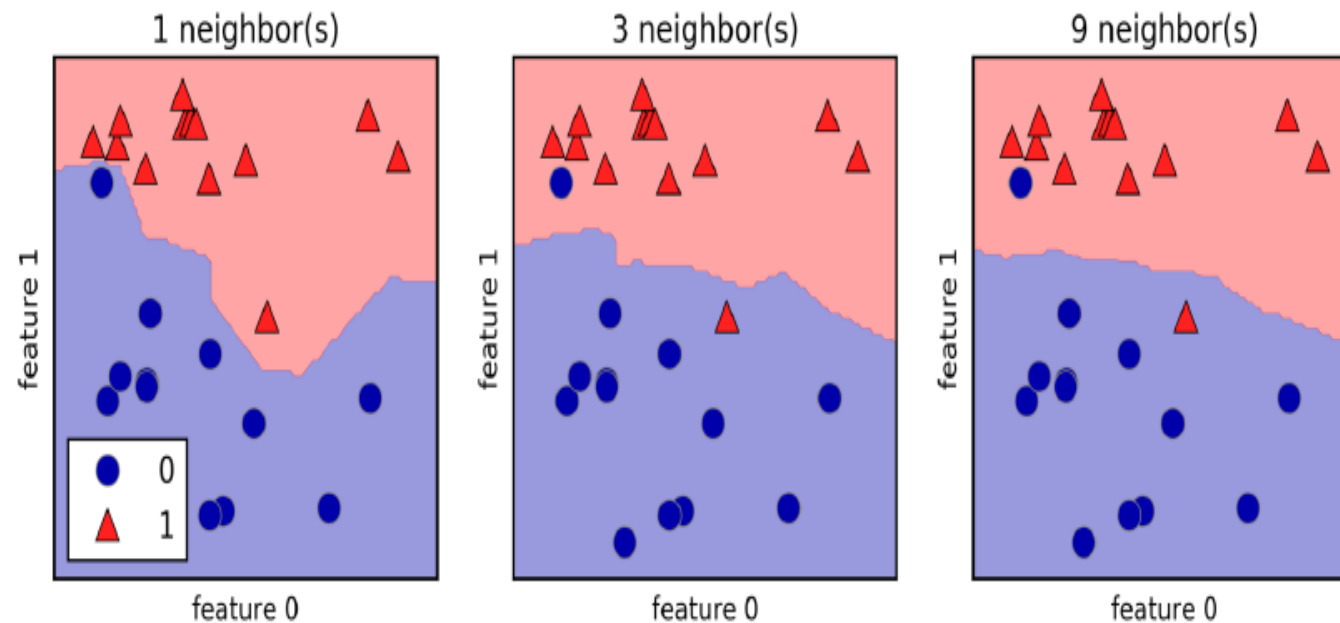 1 neighbor(s)
3 neighbor(s)
9 neighbor(s)
feature 1
feature 1
feature 1
0
1
feature 0
feature 0
feature 0